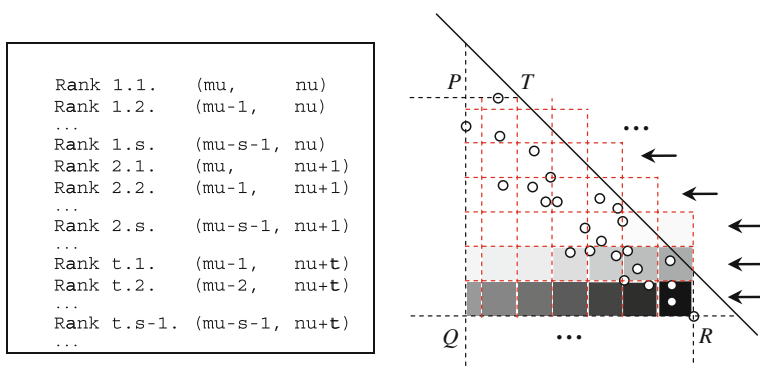 Rank 1.1. (mu, nu)
Rank 1.2. (mu-1, nu)
...
Rank 1.s. (mu-s-1, nu)
Rank 2.1. (mu, nu+1)
Rank 2.2. (mu-1, nu+1)
...
Rank 2.s. (mu-s-1, nu+1)
...
Rank t.1. (mu-1, nu+t)
Rank t.2. (mu-2, nu+t)
...
Rank t.s-1. (mu-s-1, nu+t)
...
P T
...
Q ... R